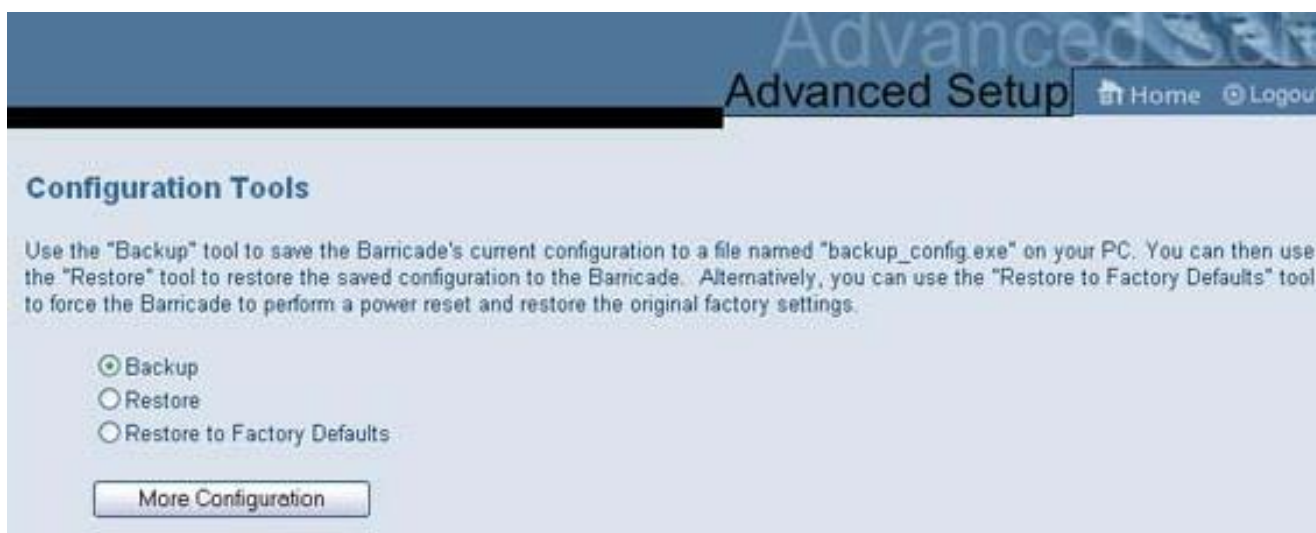 Advanced Setup
Advanced Setup
Home
Logout
Configuration Tools
Use the "Backup" tool to save the Barricade's current configuration to a file named "backup_config.exe" on your PC. You can then use
the "Restore" tool to restore the saved configuration to the Barricade. Alternatively, you can use the "Restore to Factory Defaults" tool
to force the Barricade to perform a power reset and restore the original factory settings.
Backup
Restore
Restore to Factory Defaults
More Configuration